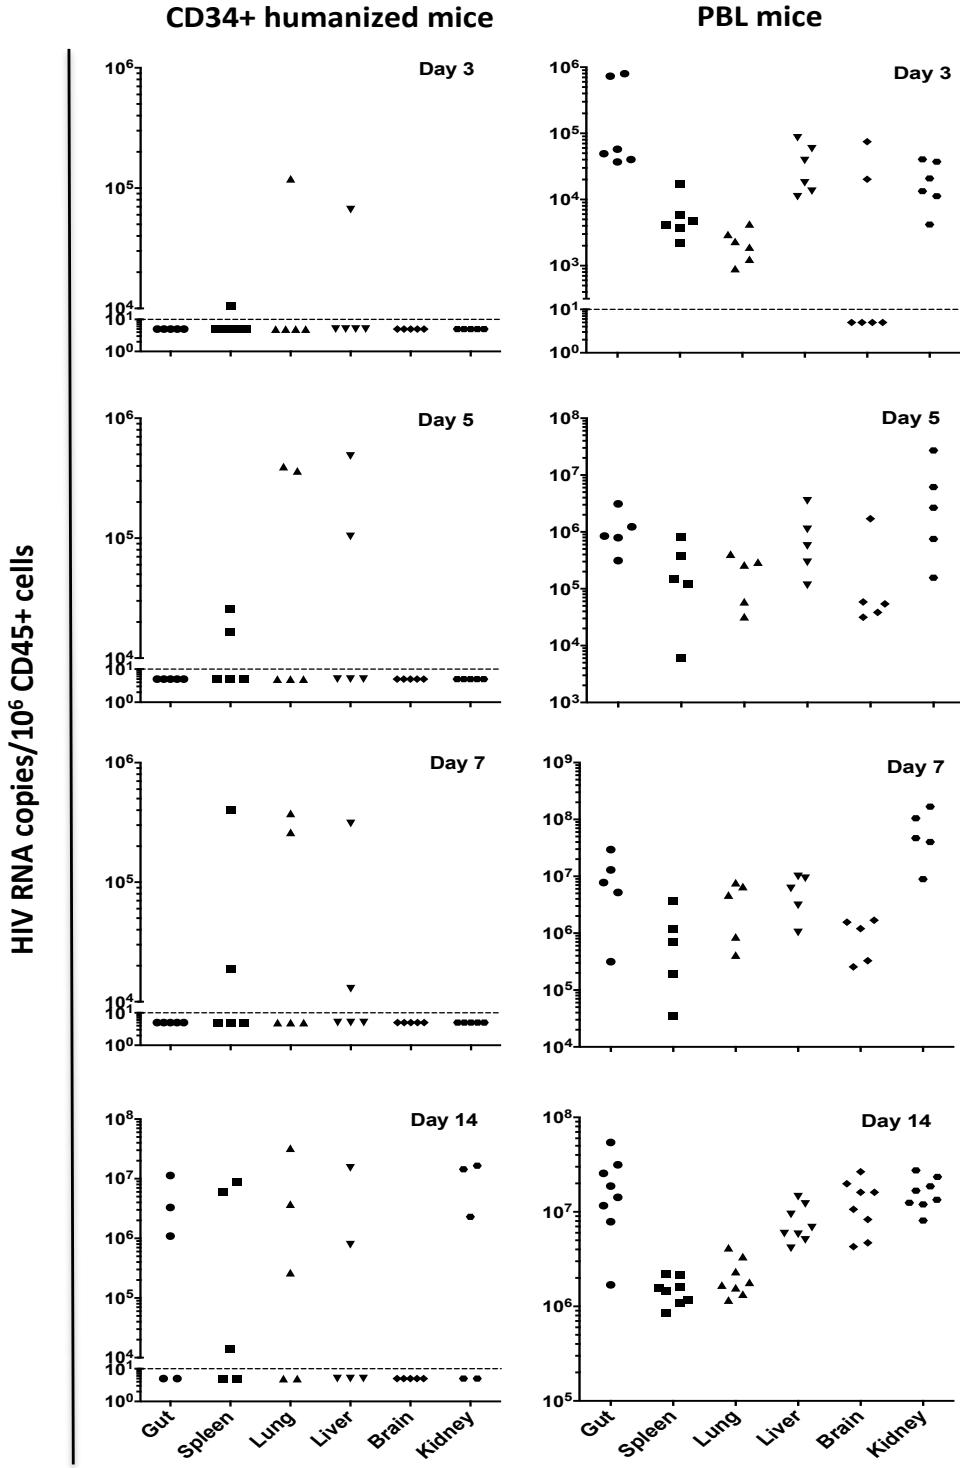 CD34+ humanized mice
PBL mice
HIV RNA copies/10⁶ CD45+ cells
Day 3
10⁶
10⁵
10⁴
10¹
10⁰
Day 3
10⁶
10⁵
10⁴
10³
10¹
10⁰
Day 5
10⁶
10⁵
10⁴
10¹
10⁰
Day 5
10⁸
10⁷
10⁶
10⁵
10⁴
10³
Day 7
10⁶
10⁵
10⁴
10¹
10⁰
Day 7
10⁹
10⁸
10⁷
10⁶
10⁵
10⁴
Day 14
10⁸
10⁷
10⁶
10⁵
10⁴
10¹
10⁰
Gut
Spleen
Lung
Liver
Brain
Kidney
Day 14
10⁸
10⁷
10⁶
10⁵
Gut
Spleen
Lung
Liver
Brain
Kidney